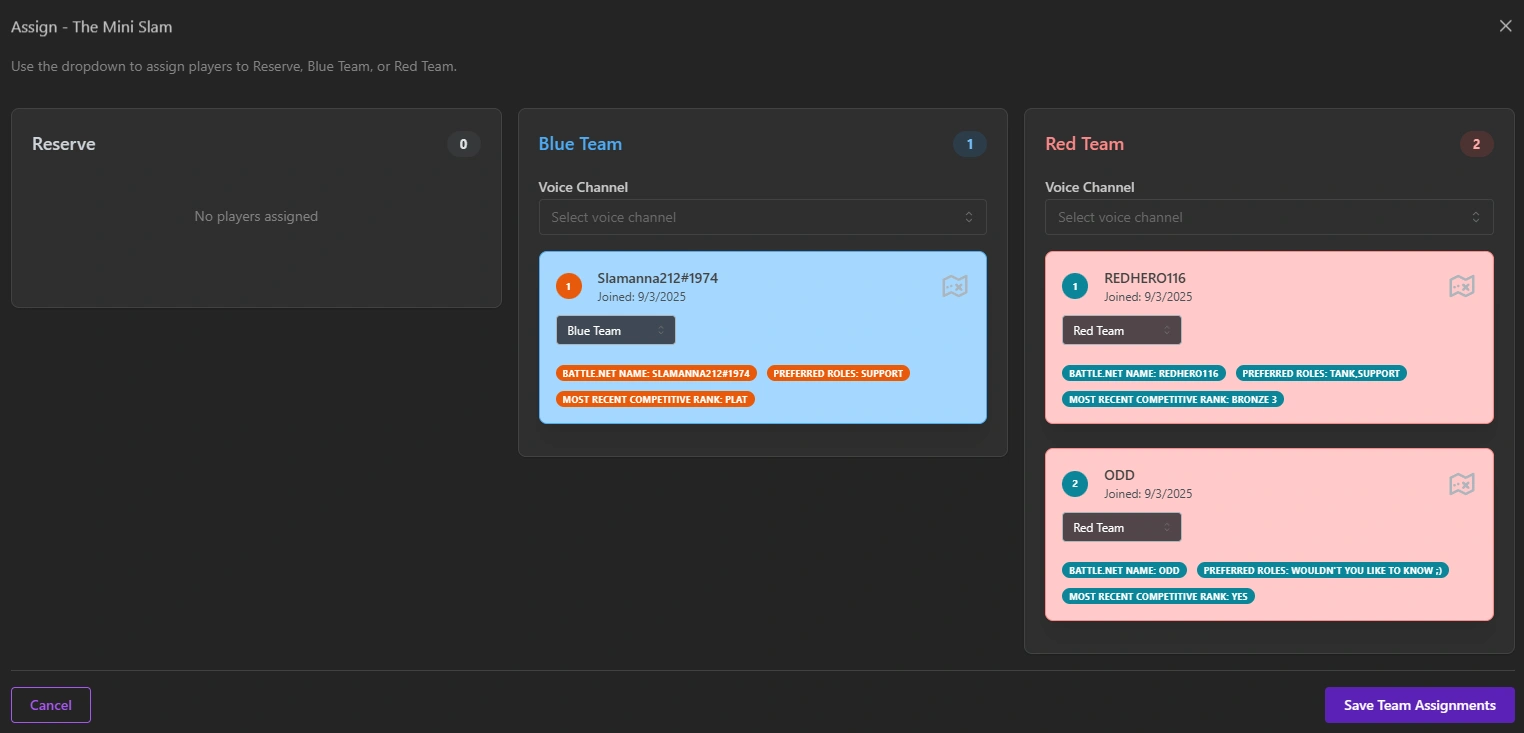 Assign - The Mini Slam
Use the dropdown to assign players to Reserve, Blue Team, or Red Team.
Reserve
0
No players assigned
Blue Team
1
Voice Channel
Select voice channel
1
Slamanna212#1974
Joined: 9/3/2025
Blue Team
BATTLE.NET NAME: SLAMANNA212#1974
PREFERRED ROLES: SUPPORT
MOST RECENT COMPETITIVE RANK: PLAT
Red Team
2
Voice Channel
Select voice channel
1
REDHERO116
Joined: 9/3/2025
Red Team
BATTLE.NET NAME: REDHERO116
PREFERRED ROLES: TANK,SUPPORT
MOST RECENT COMPETITIVE RANK: BRONZE 3
2
ODD
Joined: 9/3/2025
Red Team
BATTLE.NET NAME: ODD
PREFERRED ROLES: WOULDN'T YOU LIKE TO KNOW ;)
MOST RECENT COMPETITIVE RANK: YES
Cancel
Save Team Assignments